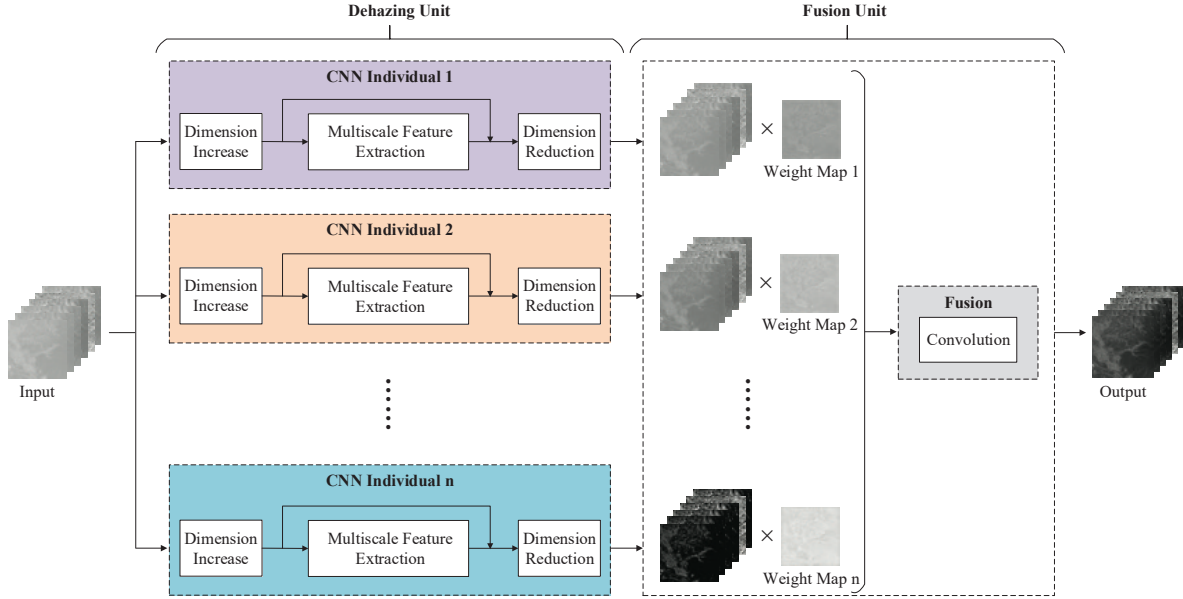 Dehazing Unit
Fusion Unit
CNN Individual 1
Dimension
Increase
Multiscale Feature
Extraction
Dimension
Reduction
×
Weight Map 1
CNN Individual 2
Dimension
Increase
Multiscale Feature
Extraction
Dimension
Reduction
×
Weight Map 2
Input
Fusion
Convolution
Output
CNN Individual n
Dimension
Increase
Multiscale Feature
Extraction
Dimension
Reduction
×
Weight Map n